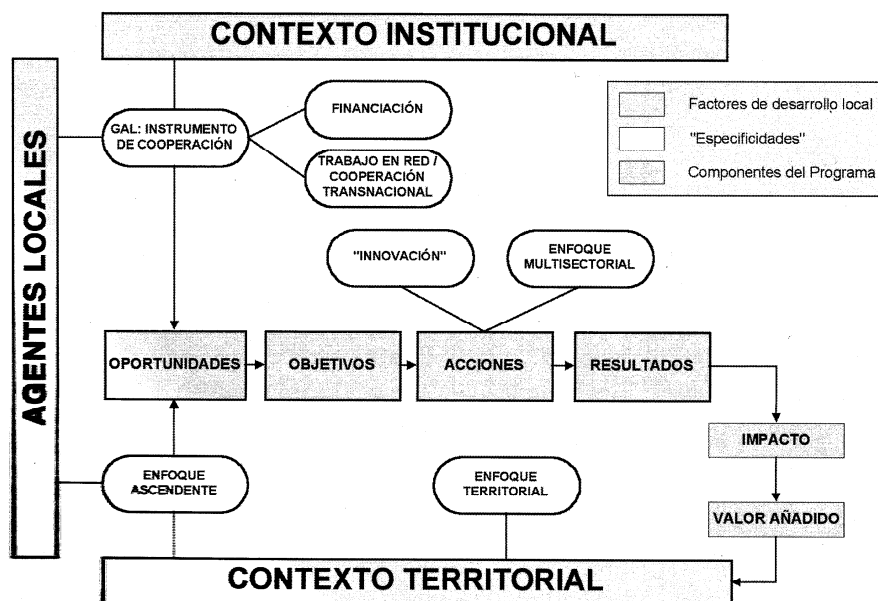 CONTEXTO INSTITUCIONAL
AGENTES LOCALES
GAL: INSTRUMENTO
DE COOPERACIÓN
FINANCIACIÓN
TRABAJO EN RED /
COOPERACIÓN
TRANSNACIONAL
Factores de desarrollo local
"Especificidades"
Componentes del Programa
"INNOVACIÓN"
ENFOQUE
MULTISECTORIAL
OPORTUNIDADES
OBJETIVOS
ACCIONES
RESULTADOS
IMPACTO
ENFOQUE
ASCENDENTE
ENFOQUE
TERRITORIAL
VALOR AÑADIDO
CONTEXTO TERRITORIAL